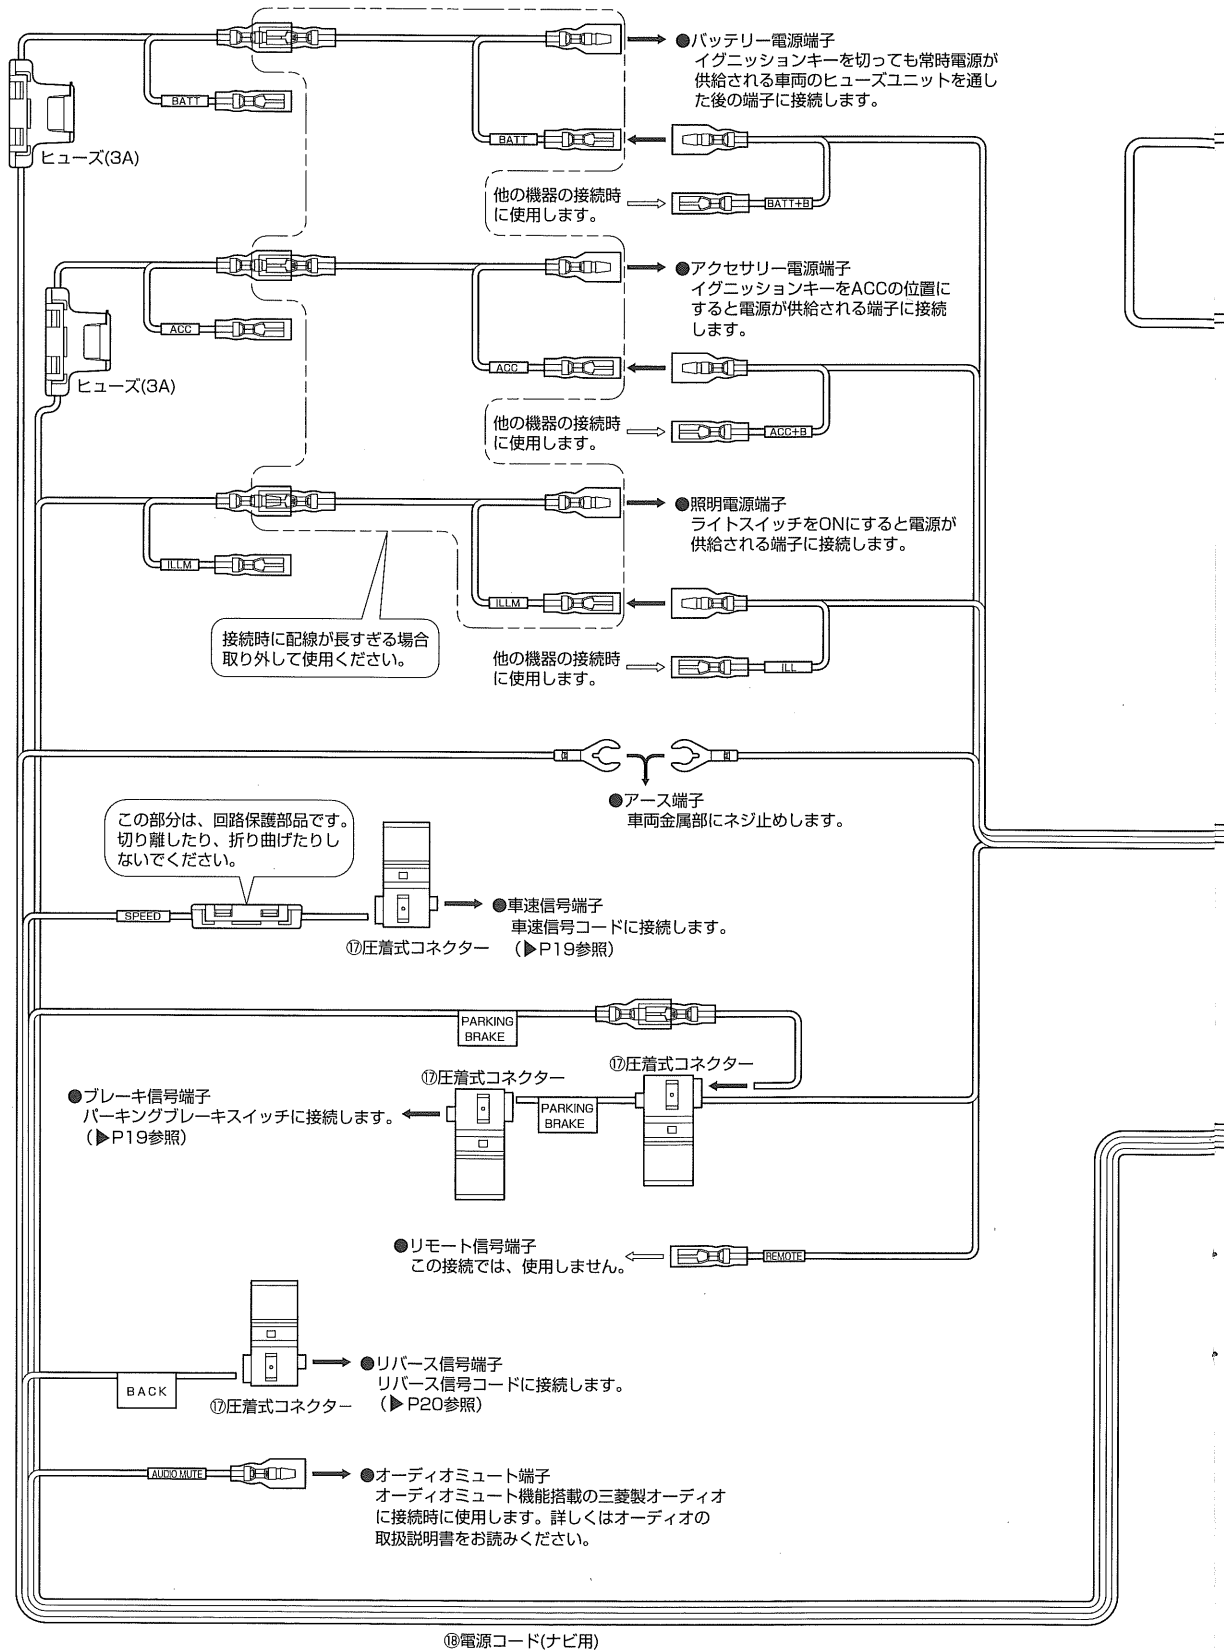 ●バッテリー電源端子
イグニッションキーを切っても常時電源が
供給される車両のヒューズユニットを通し
た後の端子に接続します。
BATT
BATT
ヒューズ(3A)
他の機器の接続時
に使用します。
BATT+B
●アクセサリー電源端子
イグニッションキーをACCの位置に
すると電源が供給される端子に接続
します。
ACC
ACC
ヒューズ(3A)
他の機器の接続時
に使用します。
ACC+B
●照明電源端子
ライトスイッチをONにすると電源が
供給される端子に接続します。
ILLM
ILLM
接続時に配線が長すぎる場合
取り外して使用ください。
他の機器の接続時
に使用します。
ILL
●アース端子
車両金属部にネジ止めします。
この部分は、回路保護部品です。
切り離したり、折り曲げたりし
ないでください。
SPEED
⑰圧着式コネクター
●車速信号端子
車速信号コードに接続します。
(▶P19参照)
PARKING
BRAKE
⑰圧着式コネクター
⑰圧着式コネクター
●ブレーキ信号端子
パーキングブレーキスイッチに接続します。
(▶P19参照)
PARKING
BRAKE
●リモート信号端子
この接続では、使用しません。
REMOTE
BACK
⑰圧着式コネクター
●リバース信号端子
リバース信号コードに接続します。
(▶P20参照)
AUDIO MUTE
●オーディオミュート端子
オーディオミュート機能搭載の三菱製オーディオ
に接続時に使用します。詳しくはオーディオの
取扱説明書をお読みください。
⑱電源コード(ナビ用)